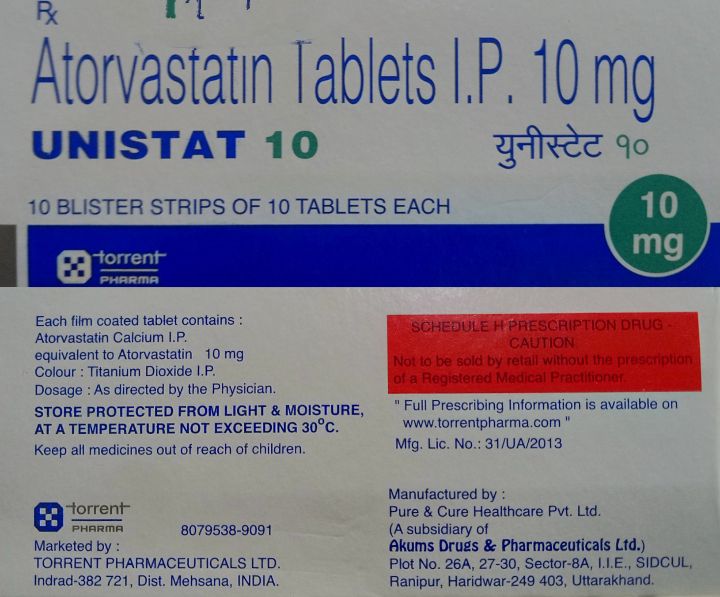 Rx
Atorvastatin Tablets I.P. 10 mg
UNISTAT 10
युनीस्टेट १०
10 BLISTER STRIPS OF 10 TABLETS EACH
10
mg
torrent
PHARMA
Each film coated tablet contains :
Atorvastatin Calcium I.P.
equivalent to Atorvastatin 10 mg
Colour : Titanium Dioxide I.P.
Dosage : As directed by the Physician.
STORE PROTECTED FROM LIGHT & MOISTURE,
AT A TEMPERATURE NOT EXCEEDING 30°C.
Keep all medicines out of reach of children.
SCHEDULE H PRESCRIPTION DRUG -
CAUTION
Not to be sold by retail without the prescription
of a Registered Medical Practitioner.
" Full Prescribing Information is available on
www.torrentpharma.com "
Mfg. Lic. No.: 31/UA/2013
torrent
PHARMA
8079538-9091
Marketed by :
TORRENT PHARMACEUTICALS LTD.
Indrad-382 721, Dist. Mehsana, INDIA.
Manufactured by :
Pure & Cure Healthcare Pvt. Ltd.
(A subsidiary of
Akums Drugs & Pharmaceuticals Ltd.)
Plot No. 26A, 27-30, Sector-8A, I.I.E., SIDCUL,
Ranipur, Haridwar-249 403, Uttarakhand.